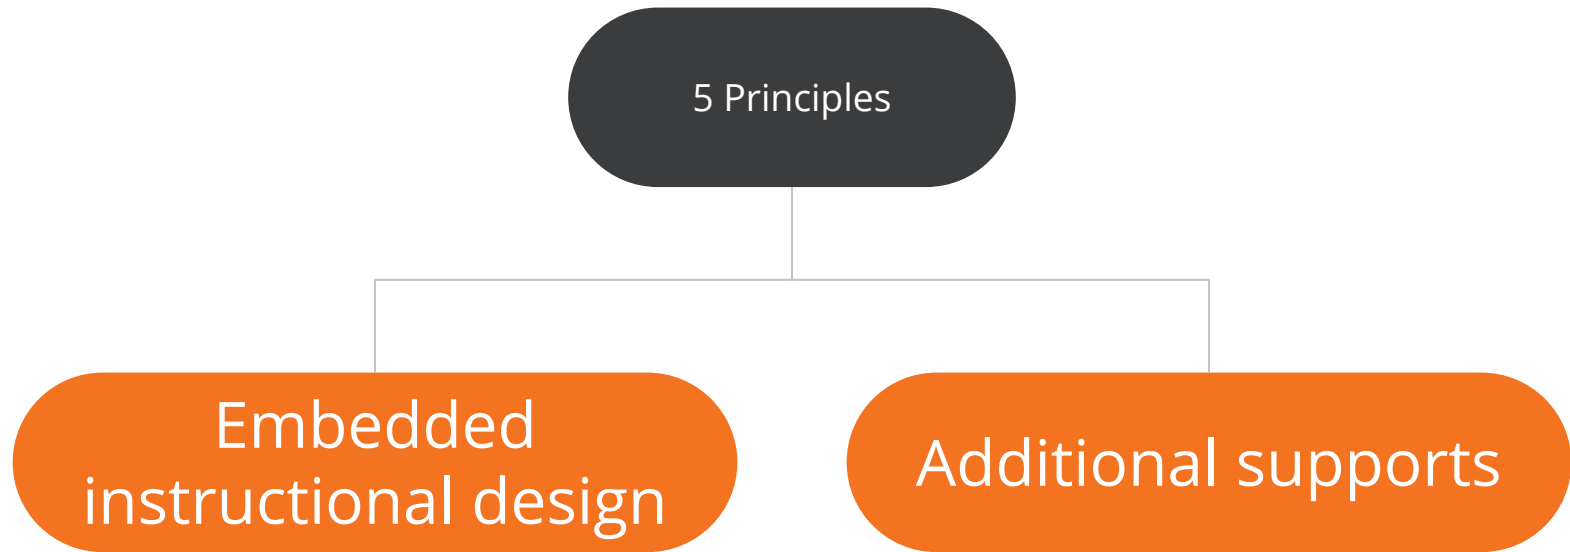 5 Principles
Embedded
instructional design
Additional supports